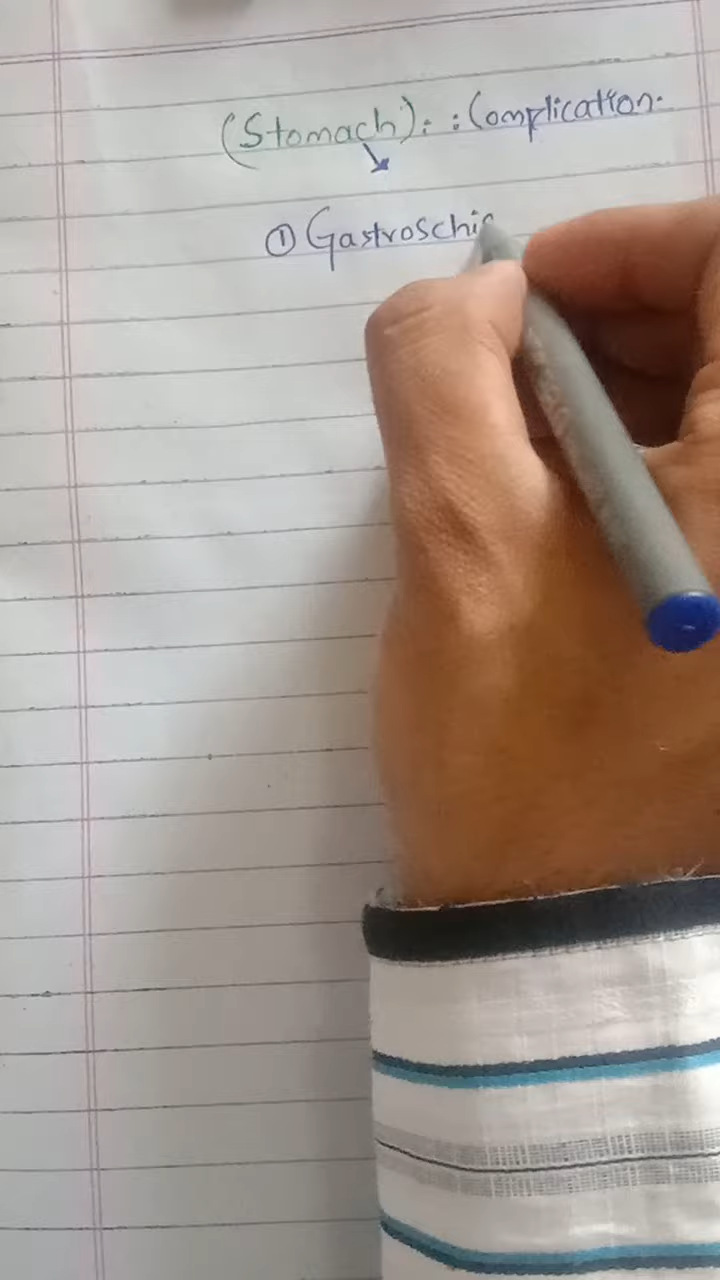 (Stomach): :Complication.
① Gastroschi